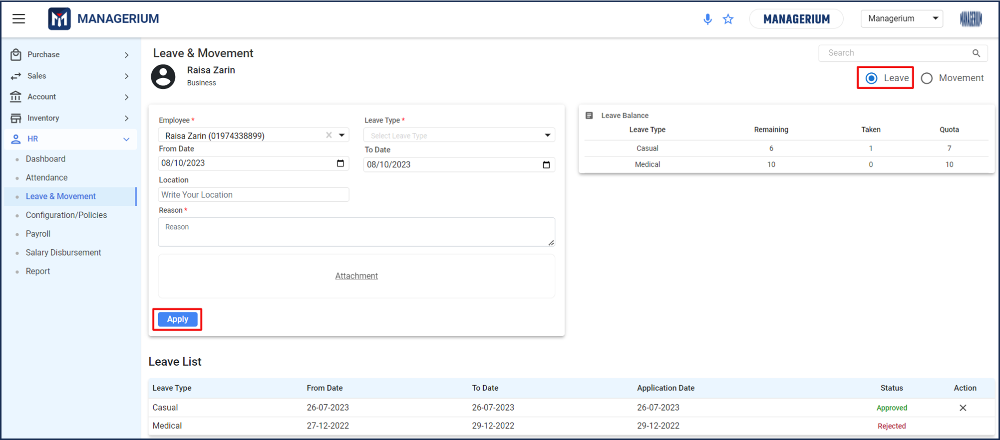 MANAGERIUM
MANAGERIUM
Managerium
MANAGERIUM
Purchase
Sales
Account
Inventory
HR
Dashboard
Attendance
Leave & Movement
Configuration/Policies
Payroll
Salary Disbursement
Report
Leave & Movement
Search
Raisa Zarin
Business
Leave Movement
Employee * Leave Type *
Raisa Zarin (01974338899) Select Leave Type
From Date To Date
08/10/2023 08/10/2023
Location
Write Your Location
Reason *
Reason
Attachment
Apply
Leave Balance
Leave Type Remaining Taken Quota
Casual 6 1 7
Medical 10 0 10
Leave List
Leave Type From Date To Date Application Date Status Action
Casual 26-07-2023 26-07-2023 26-07-2023 Approved
Medical 27-12-2022 29-12-2022 29-12-2022 Rejected